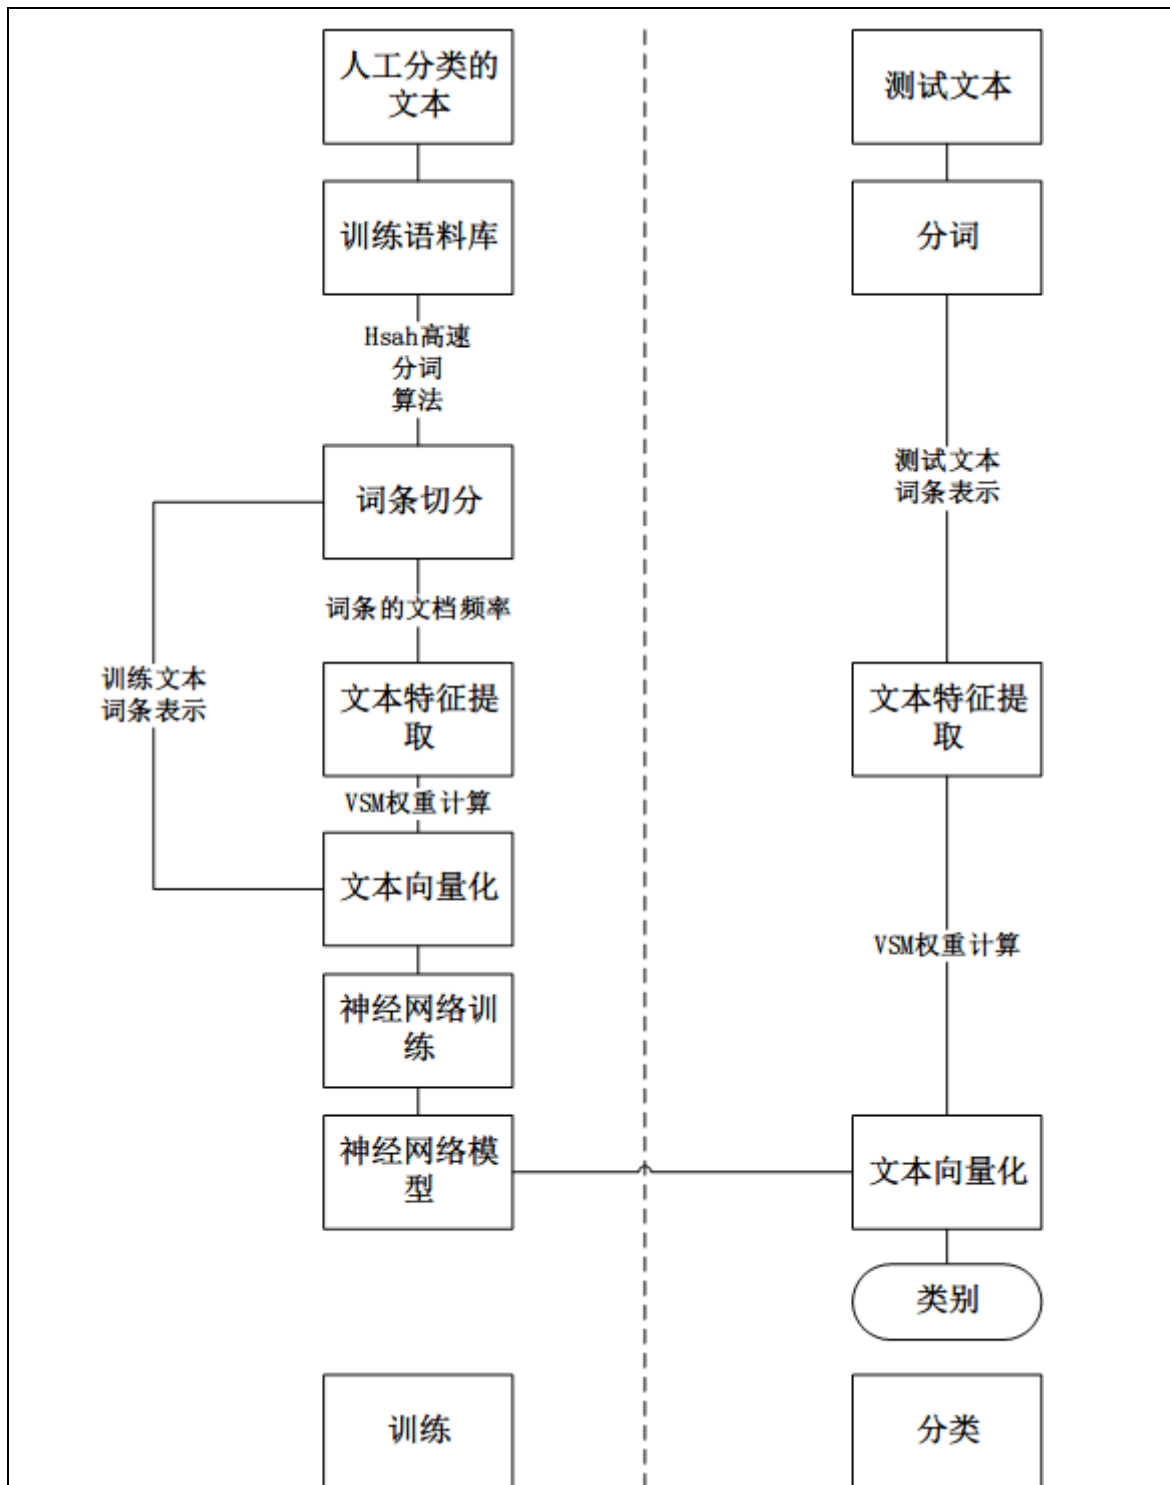 人工分类的
文本
训练语料库
Hsah高速
分词
算法
词条切分
词条的文档频率
训练文本
词条表示
文本特征提
取
VSM权重计算
文本向量化
神经网络训
练
神经网络模
型
训练
测试文本
分词
测试文本
词条表示
文本特征提
取
VSM权重计算
文本向量化
类别
分类